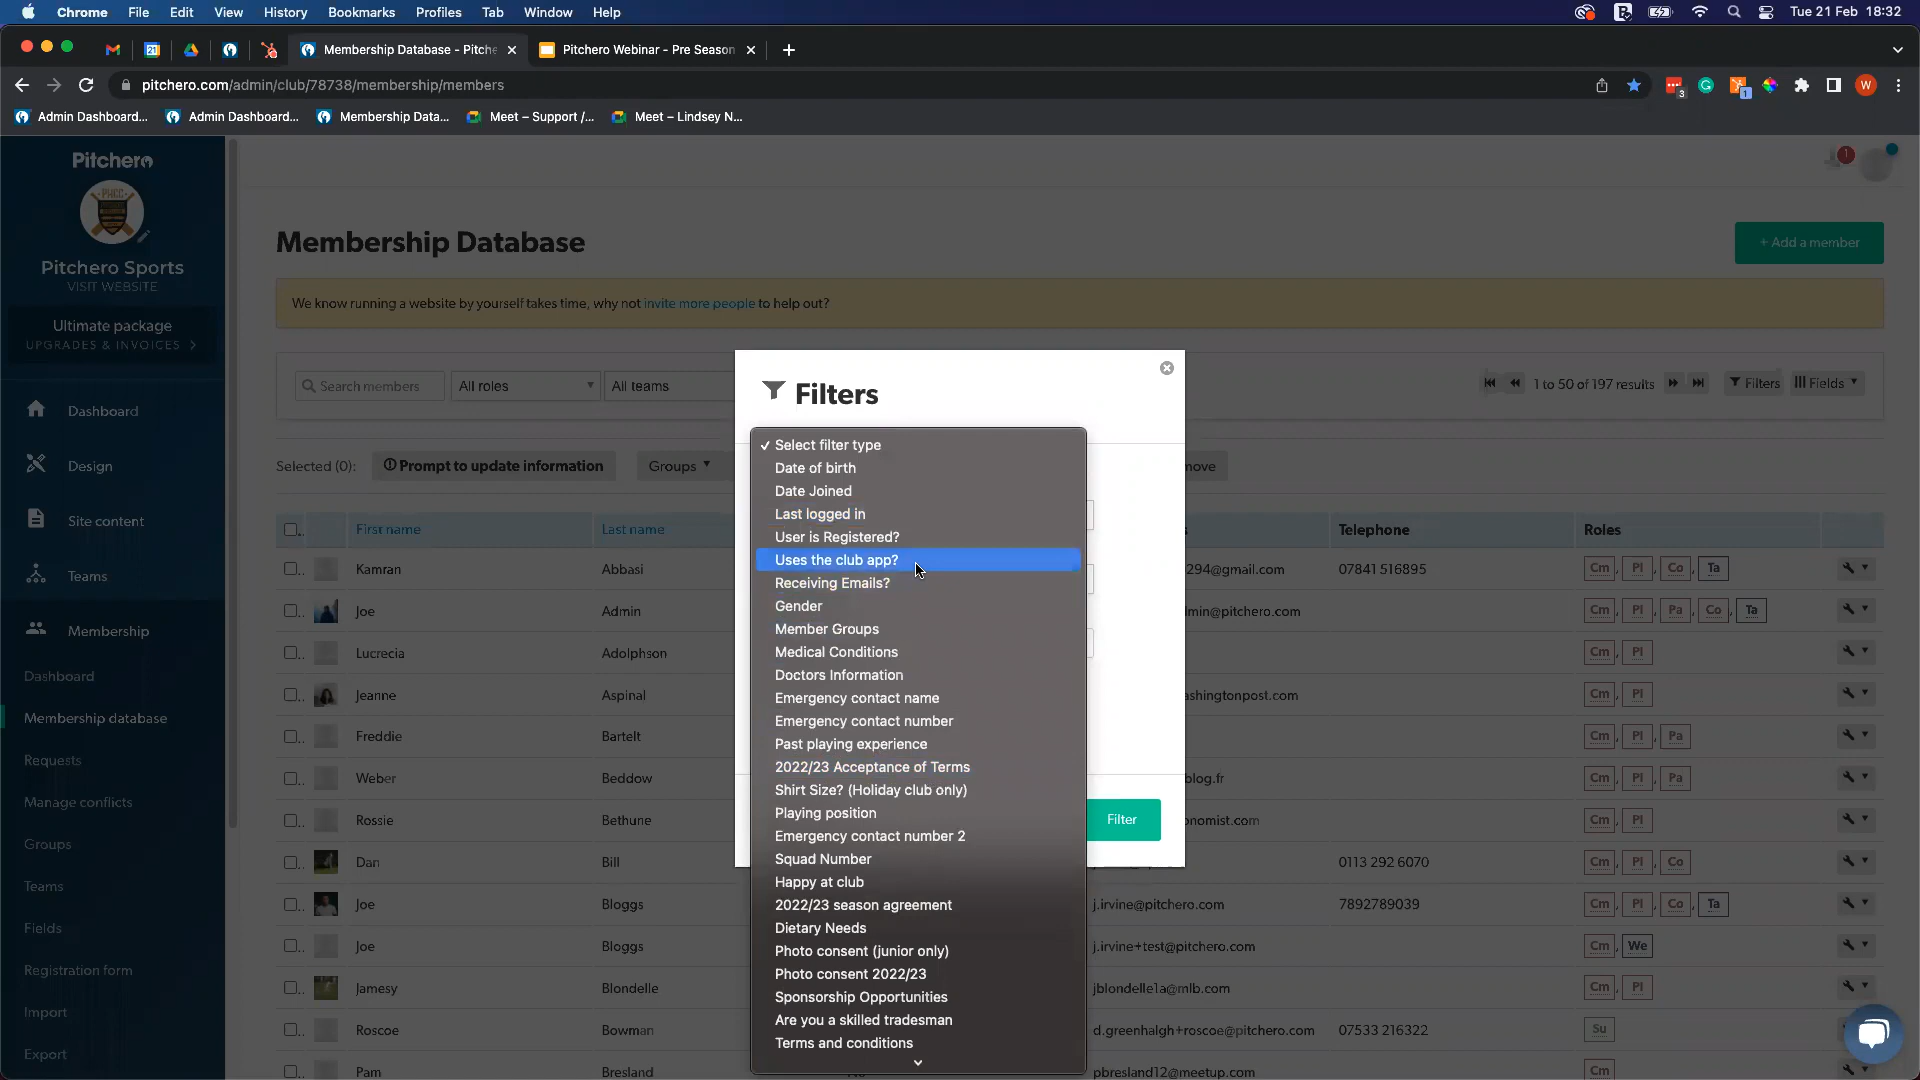 Chrome File Edit View History Bookmarks Profiles Tab Window Help Tue 21 Feb 18:32
Membership Database - Pitche Pitchero Webinar - Pre Season
pitchero.com/admin/club/78738/membership/members
Admin Dashboard... Admin Dashboard... Membership Data... Meet – Support /... Meet – Lindsey N...
Pitchero
Pitchero Sports
VISIT WEBSITE
Ultimate package
UPGRADES & INVOICES >
Dashboard
Design
Site content
Teams
Membership
Dashboard
Membership database
Requests
Manage conflicts
Groups
Teams
Fields
Registration form
Import
Export
1
Membership Database
+ Add a member
We know running a website by yourself takes time, why not invite more people to help out?
Search members All roles All teams 1 to 50 of 197 results Filters Fields
Selected (0): Prompt to update information Groups move
First name Last name Telephone Roles
Kamran Abbasi 294@gmail.com 07841 516895 Cm, Pl, Co, Ta
Joe Admin dmin@pitchero.com Cm, Pl, Pa, Co, Ta
Lucrecia Adolphson Cm, Pl
Jeanne Aspinal ashingtonpost.com Cm, Pl
Freddie Bartelt Cm, Pl, Pa
Weber Beddow blog.fr Cm, Pl, Pa
Rossie Bethune onomist.com Cm, Pl
Dan Bill 0113 292 6070 Cm, Pl, Co
Joe Bloggs j.irvine@pitchero.com 7892789039 Cm, Pl, Co, Ta
Joe Bloggs j.irvine+test@pitchero.com Cm, We
Jamesy Blondelle jblondelle1a@mlb.com Cm, Pl
Roscoe Bowman d.greenhalgh+roscoe@pitchero.com 07533 216322 Su
Pam Bresland pbresland12@meetup.com Cm
Filters
✓ Select filter type
Date of birth
Date Joined
Last logged in
User is Registered?
Uses the club app?
Receiving Emails?
Gender
Member Groups
Medical Conditions
Doctors Information
Emergency contact name
Emergency contact number
Past playing experience
2022/23 Acceptance of Terms
Shirt Size? (Holiday club only)
Playing position
Emergency contact number 2
Squad Number
Happy at club
2022/23 season agreement
Dietary Needs
Photo consent (junior only)
Photo consent 2022/23
Sponsorship Opportunities
Are you a skilled tradesman
Terms and conditions
Filter